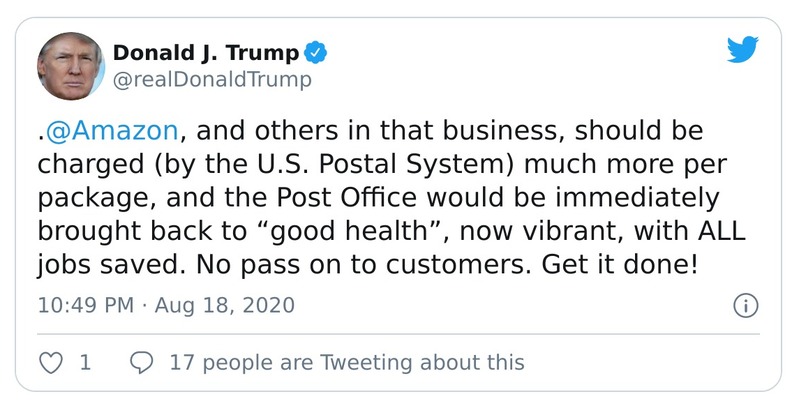 Donald J. Trump
@realDonaldTrump
.@Amazon, and others in that business, should be
charged (by the U.S. Postal System) much more per
package, and the Post Office would be immediately
brought back to “good health”, now vibrant, with ALL
jobs saved. No pass on to customers. Get it done!
10:49 PM · Aug 18, 2020
1 17 people are Tweeting about this